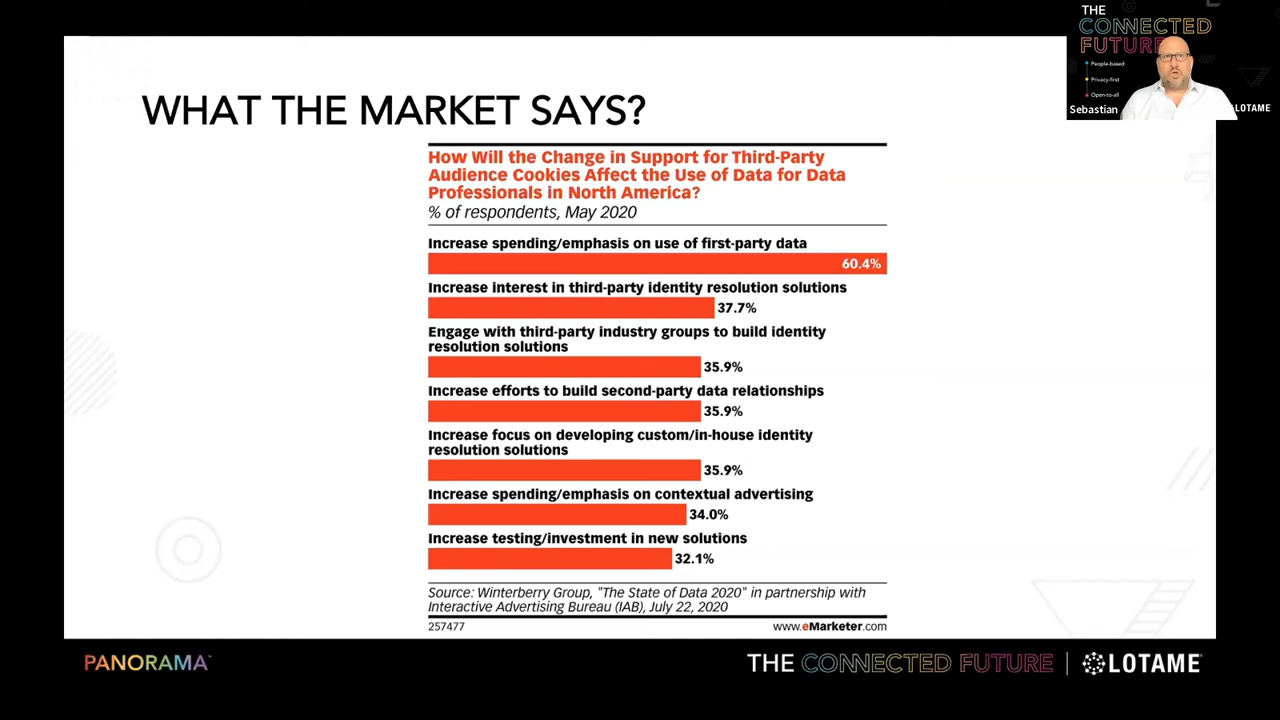 WHAT THE MARKET SAYS?
How Will the Change in Support for Third-Party
Audience Cookies Affect the Use of Data for Data
Professionals in North America?
% of respondents, May 2020
Increase spending/emphasis on use of first-party data
60.4%
Increase interest in third-party identity resolution solutions
37.7%
Engage with third-party industry groups to build identity
resolution solutions
35.9%
Increase efforts to build second-party data relationships
35.9%
Increase focus on developing custom/in-house identity
resolution solutions
35.9%
Increase spending/emphasis on contextual advertising
34.0%
Increase testing/investment in new solutions
32.1%
Source: Winterberry Group, "The State of Data 2020" in partnership with
Interactive Advertising Bureau (IAB), July 22, 2020
257477
www.eMarketer.com
THE
CONNECTED
FUTURE
People-based
Privacy-first
Open-to-all
Sebastian
LOTAME
PANORAMA
THE CONNECTED FUTURE | LOTAME